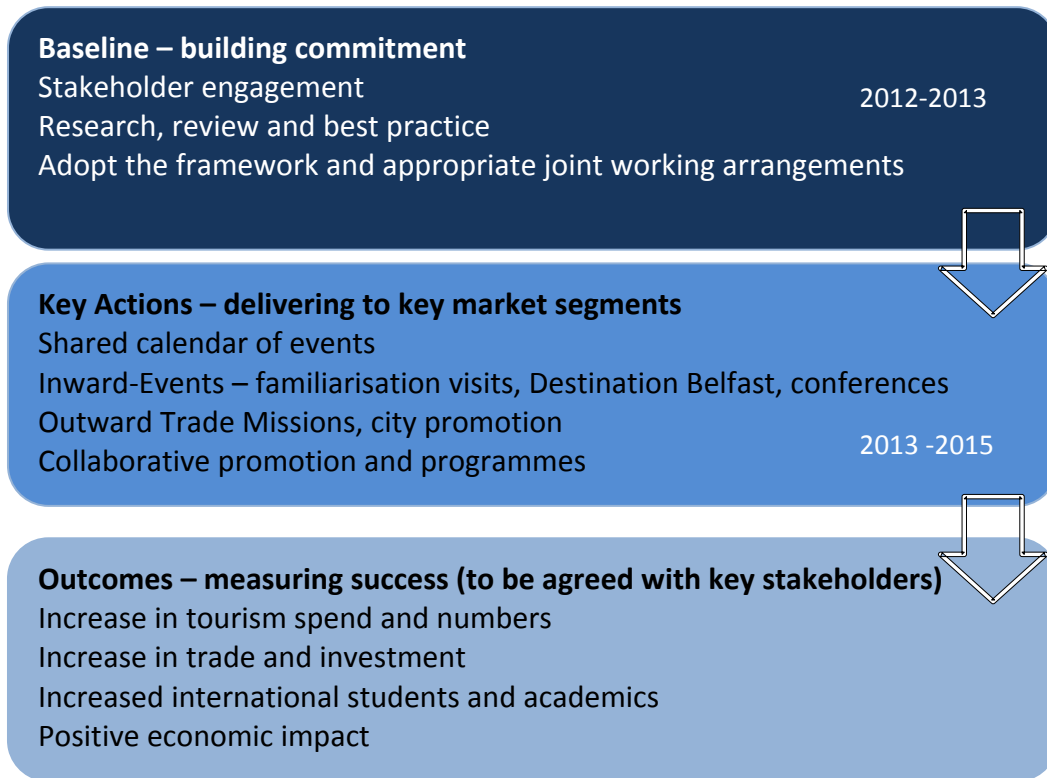 Baseline – building commitment
Stakeholder engagement
2012-2013
Research, review and best practice
Adopt the framework and appropriate joint working arrangements
Key Actions – delivering to key market segments
Shared calendar of events
Inward-Events – familiarisation visits, Destination Belfast, conferences
Outward Trade Missions, city promotion
2013 -2015
Collaborative promotion and programmes
Outcomes – measuring success (to be agreed with key stakeholders)
Increase in tourism spend and numbers
Increase in trade and investment
Increased international students and academics
Positive economic impact